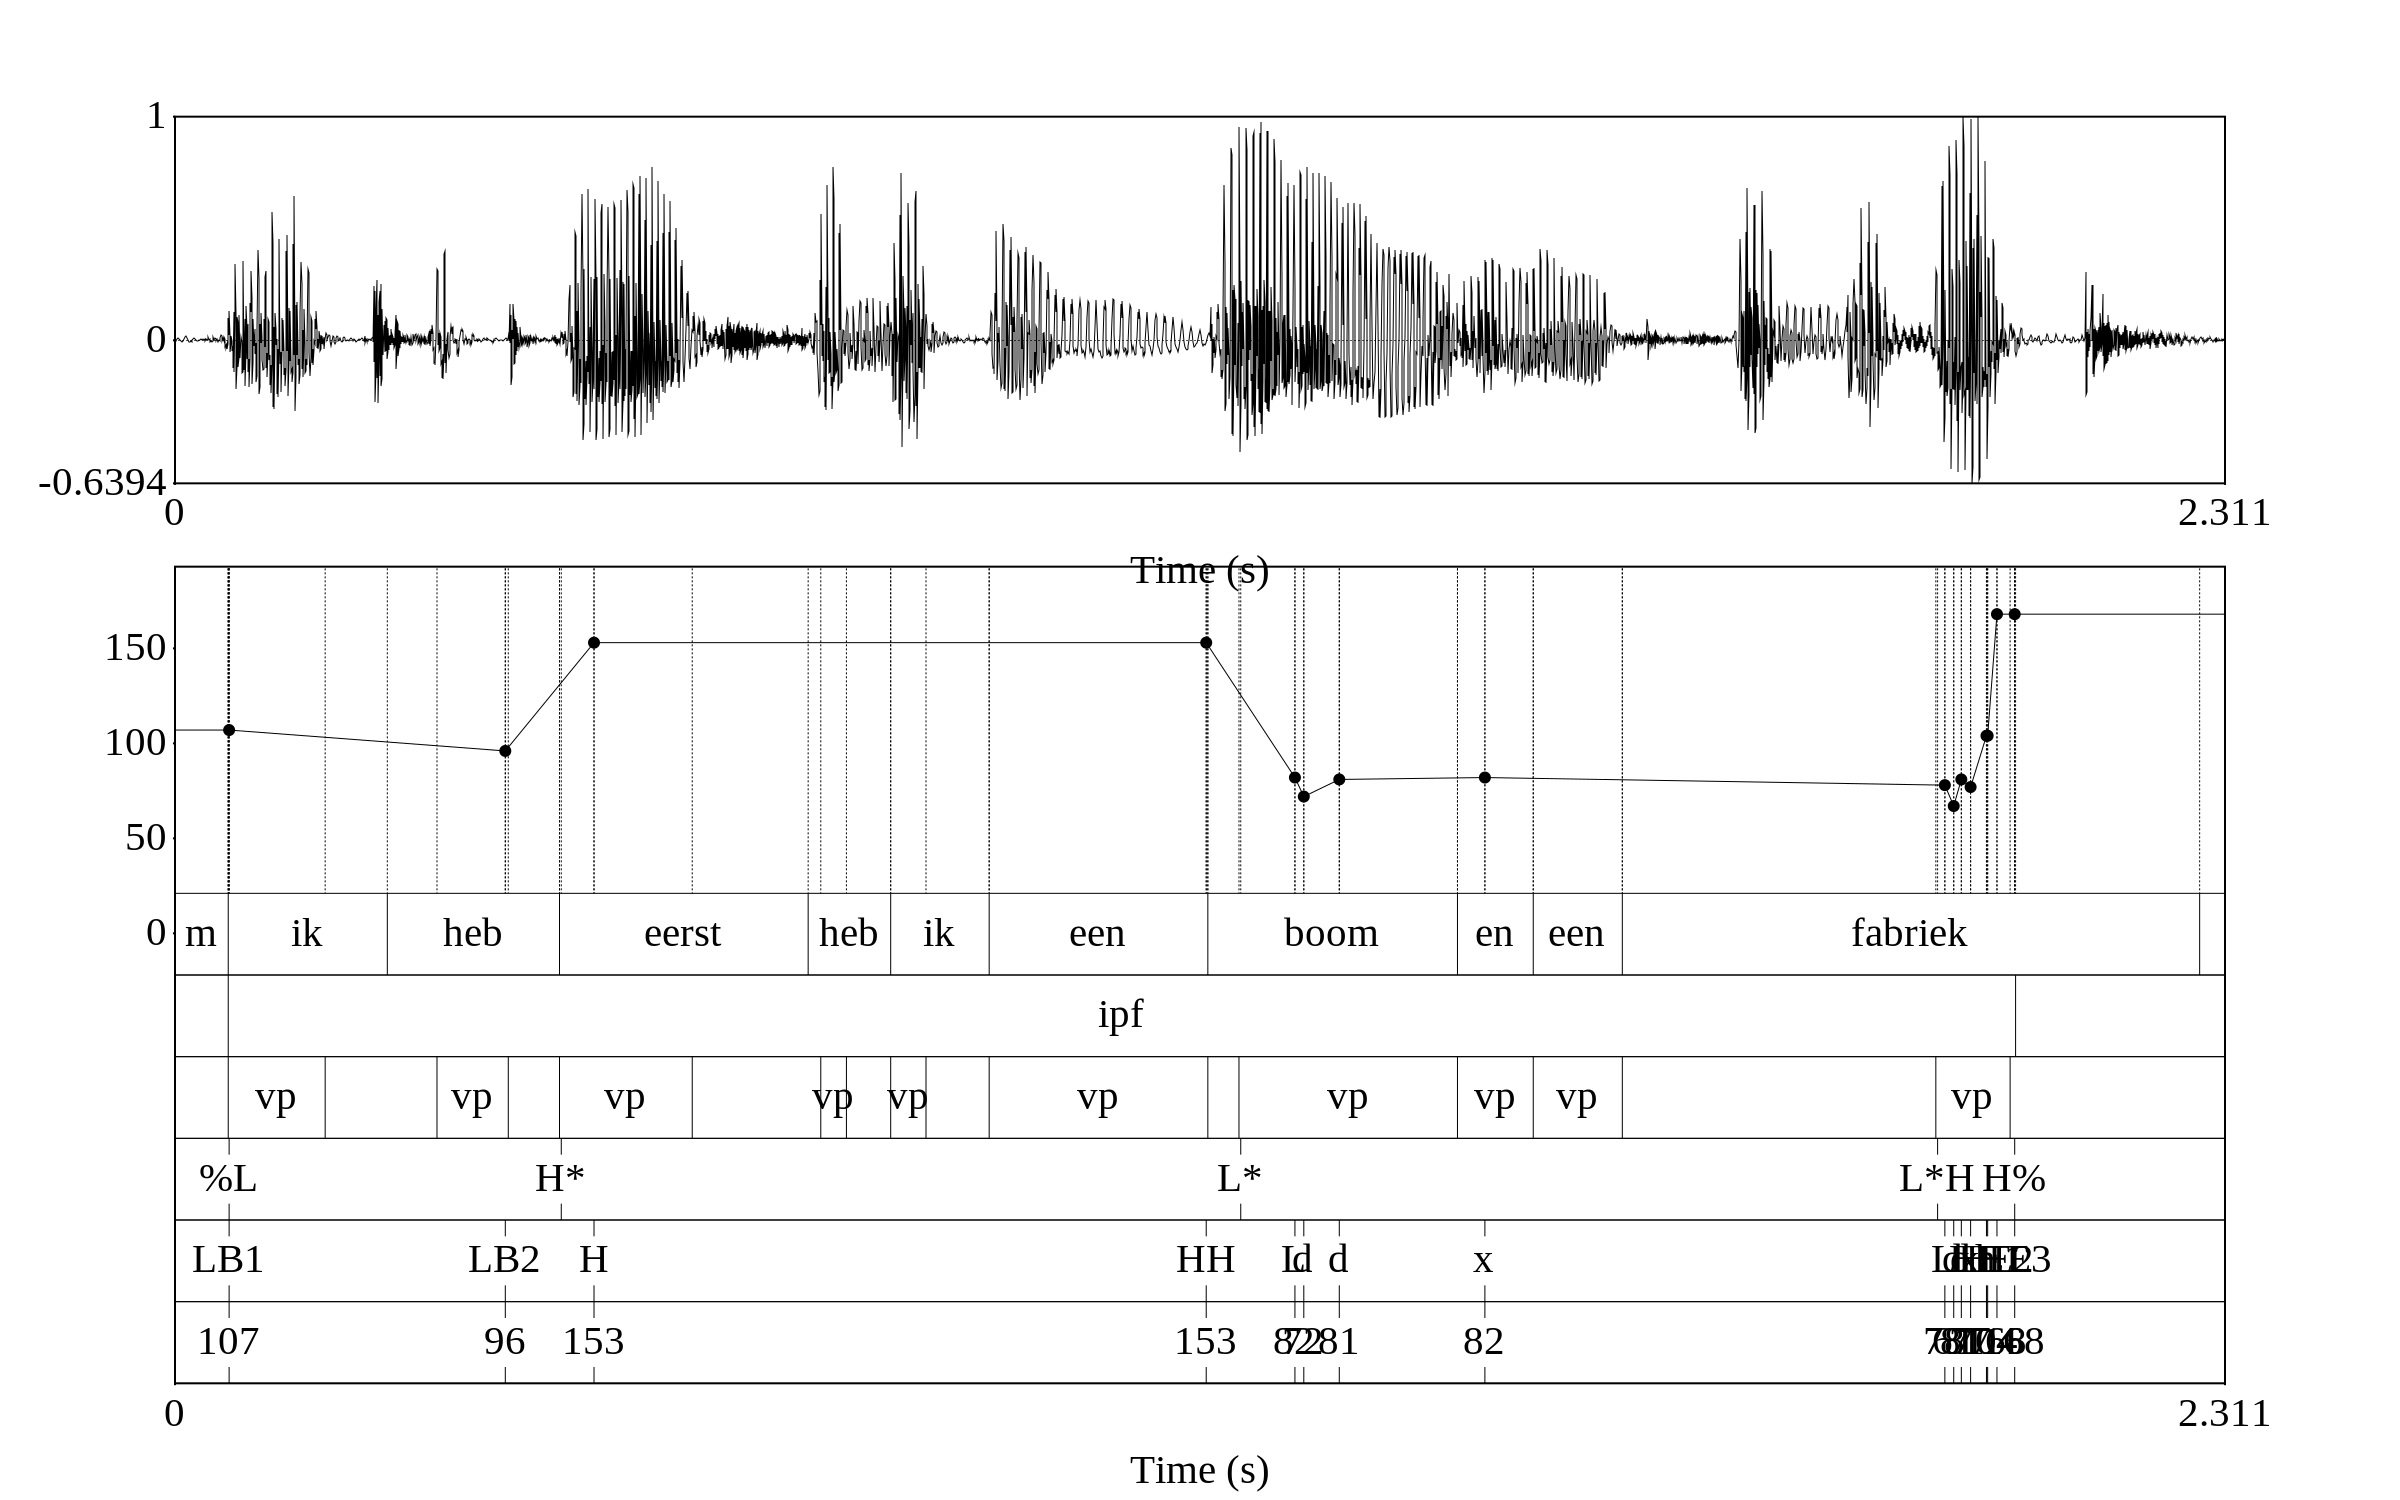 1
0
-0.6394
0 2.311
Time (s)
150
100
50
0
m ik heb eerst heb ik een boom en een fabriek
ipf
vp vp vp vp vp vp vp vp vp vp
%L H* L* L*H H%
LB1 LB2 H HH L d d x
107 96 153 153 82 72 81 82
0 2.311
Time (s)